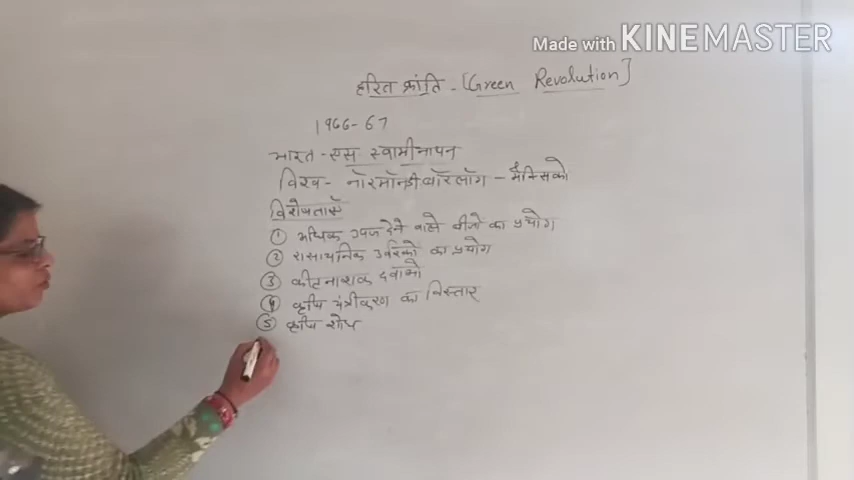 Made with KINEMASTER
हरित क्रांति - [Green Revolution]
1966-67
भारत - एस स्वामीनाथन
विश्व - नॉरमॉन डी बॉरलॉग - मैक्सिको
विशेषताएँ
① अधिक उपज देने वाले बीजो का प्रयोग
② रासायनिक उर्वरको का प्रयोग
③ कीटनाशक दवाओ
④ कृषि यंत्रीकरण का विस्तार
⑤ कृषि शोध